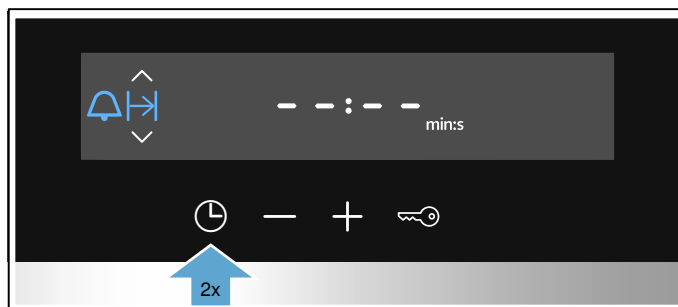 – –:– – min:s
2x